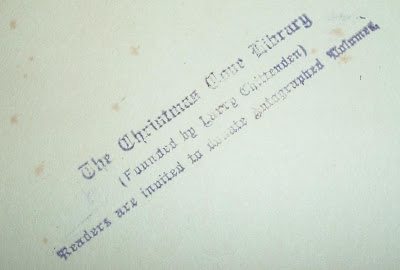 The Christmas Cove Library
(Founded by Larry Chittenden)
Readers are invited to donate Autographed Volumes.